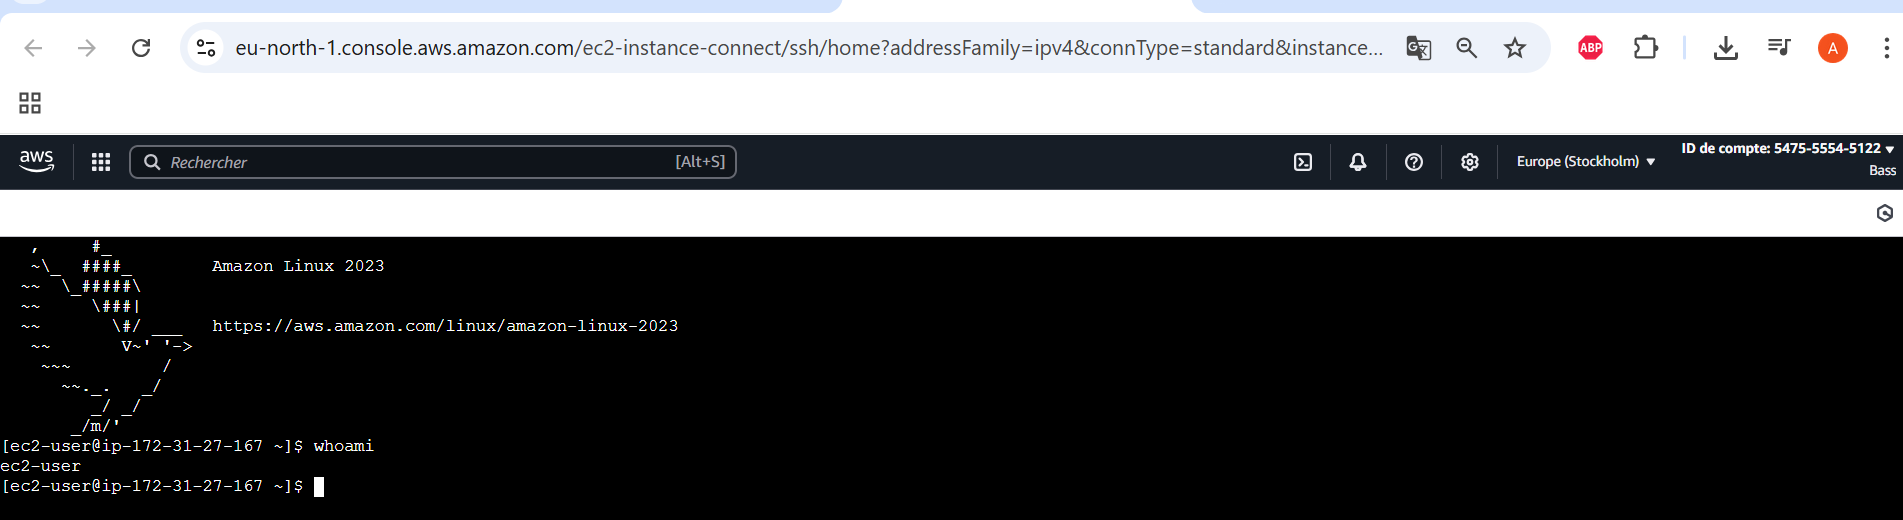 eu-north-1.console.aws.amazon.com/ec2-instance-connect/ssh/home?addressFamily=ipv4&connType=standard&instance...
ABP
A
aws
Rechercher
[Alt+S]
Europe (Stockholm)
ID de compte: 5475-5554-5122
Bass
   ,     #_
   ~\_  ####_        Amazon Linux 2023
  ~~  \_#####\
  ~~     \###|
  ~~       \#/ ___   https://aws.amazon.com/linux/amazon-linux-2023
   ~~       V~' '->
    ~~~         /
      ~~._.   _/
         _/ _/
       _/m/'
[ec2-user@ip-172-31-27-167 ~]$ whoami
ec2-user
[ec2-user@ip-172-31-27-167 ~]$